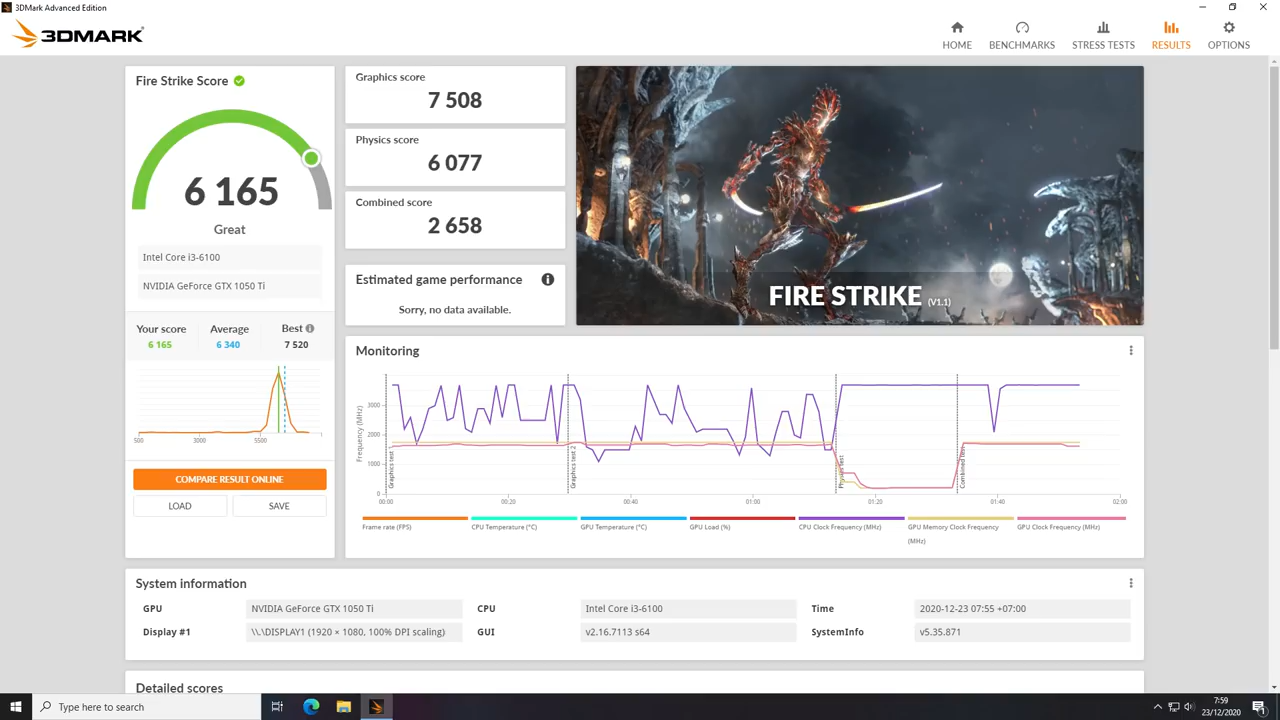 3DMark Advanced Edition
3DMARK
HOME
BENCHMARKS
STRESS TESTS
RESULTS
OPTIONS
Fire Strike Score
6 165
Great
Intel Core i3-6100
NVIDIA GeForce GTX 1050 Ti
Your score Average Best
6 165 6 340 7 520
500 3000 5500
COMPARE RESULT ONLINE
LOAD SAVE
Graphics score
7 508
Physics score
6 077
Combined score
2 658
Estimated game performance
Sorry, no data available.
FIRE STRIKE (V1.1)
Monitoring
Frequency (MHz)
3000
2000
1000
0
Graphics test
Graphics test 2
Physics test
Combined test
00:00 00:20 00:40 01:00 01:20 01:40 02:00
Frame rate (FPS) CPU Temperature (°C) GPU Temperature (°C) GPU Load (%) CPU Clock Frequency (MHz) GPU Memory Clock Frequency (MHz) GPU Clock Frequency (MHz)
System information
GPU NVIDIA GeForce GTX 1050 Ti CPU Intel Core i3-6100 Time 2020-12-23 07:55 +07:00
Display #1 \\.\DISPLAY1 (1920 × 1080, 100% DPI scaling) GUI v2.16.7113 s64 SystemInfo v5.35.871
Detailed scores
Type here to search
7:59
23/12/2020
1